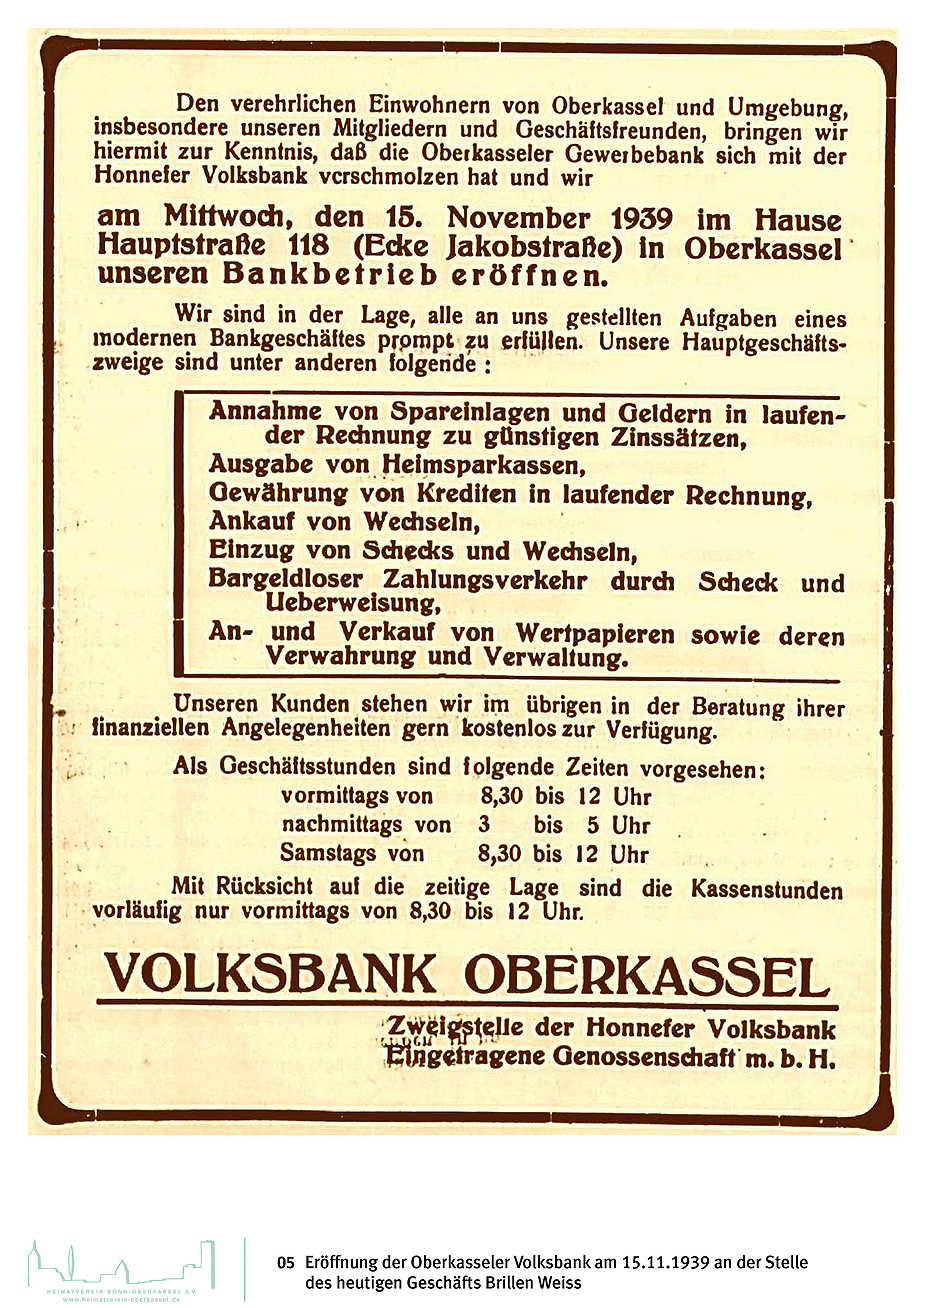 Den verehrlichen Einwohnern von Oberkassel und Umgebung,
insbesondere unseren Mitgliedern und Geschäftsfreunden, bringen wir
hiermit zur Kenntnis, daß die Oberkasseler Gewerbebank sich mit der
Honnefer Volksbank verschmolzen hat und wir
am Mittwoch, den 15. November 1939 im Hause
Hauptstraße 118 (Ecke Jakobstraße) in Oberkassel
unseren Bankbetrieb eröffnen.
Wir sind in der Lage, alle an uns gestellten Aufgaben eines
modernen Bankgeschäftes prompt zu erfüllen. Unsere Hauptgeschäfts-
zweige sind unter anderen folgende :
Annahme von Spareinlagen und Geldern in laufen-
der Rechnung zu günstigen Zinssätzen,
Ausgabe von Heimsparkassen,
Gewährung von Krediten in laufender Rechnung,
Ankauf von Wechseln,
Einzug von Schecks und Wechseln,
Bargeldloser Zahlungsverkehr durch Scheck und
Ueberweisung,
An- und Verkauf von Wertpapieren sowie deren
Verwahrung und Verwaltung.
Unseren Kunden stehen wir im übrigen in der Beratung ihrer
finanziellen Angelegenheiten gern kostenlos zur Verfügung.
Als Geschäftsstunden sind folgende Zeiten vorgesehen:
vormittags von 8,30 bis 12 Uhr
nachmittags von 3 bis 5 Uhr
Samstags von 8,30 bis 12 Uhr
Mit Rücksicht auf die zeitige Lage sind die Kassenstunden
vorläufig nur vormittags von 8,30 bis 12 Uhr.
VOLKSBANK OBERKASSEL
Zweigstelle der Honnefer Volksbank
Eingetragene Genossenschaft m. b. H.
HEIMATVEREIN BONN-OBERKASSEL E.V.
www.heimatverein-oberkassel.de
05 Eröffnung der Oberkasseler Volksbank am 15.11.1939 an der Stelle
des heutigen Geschäfts Brillen Weiss